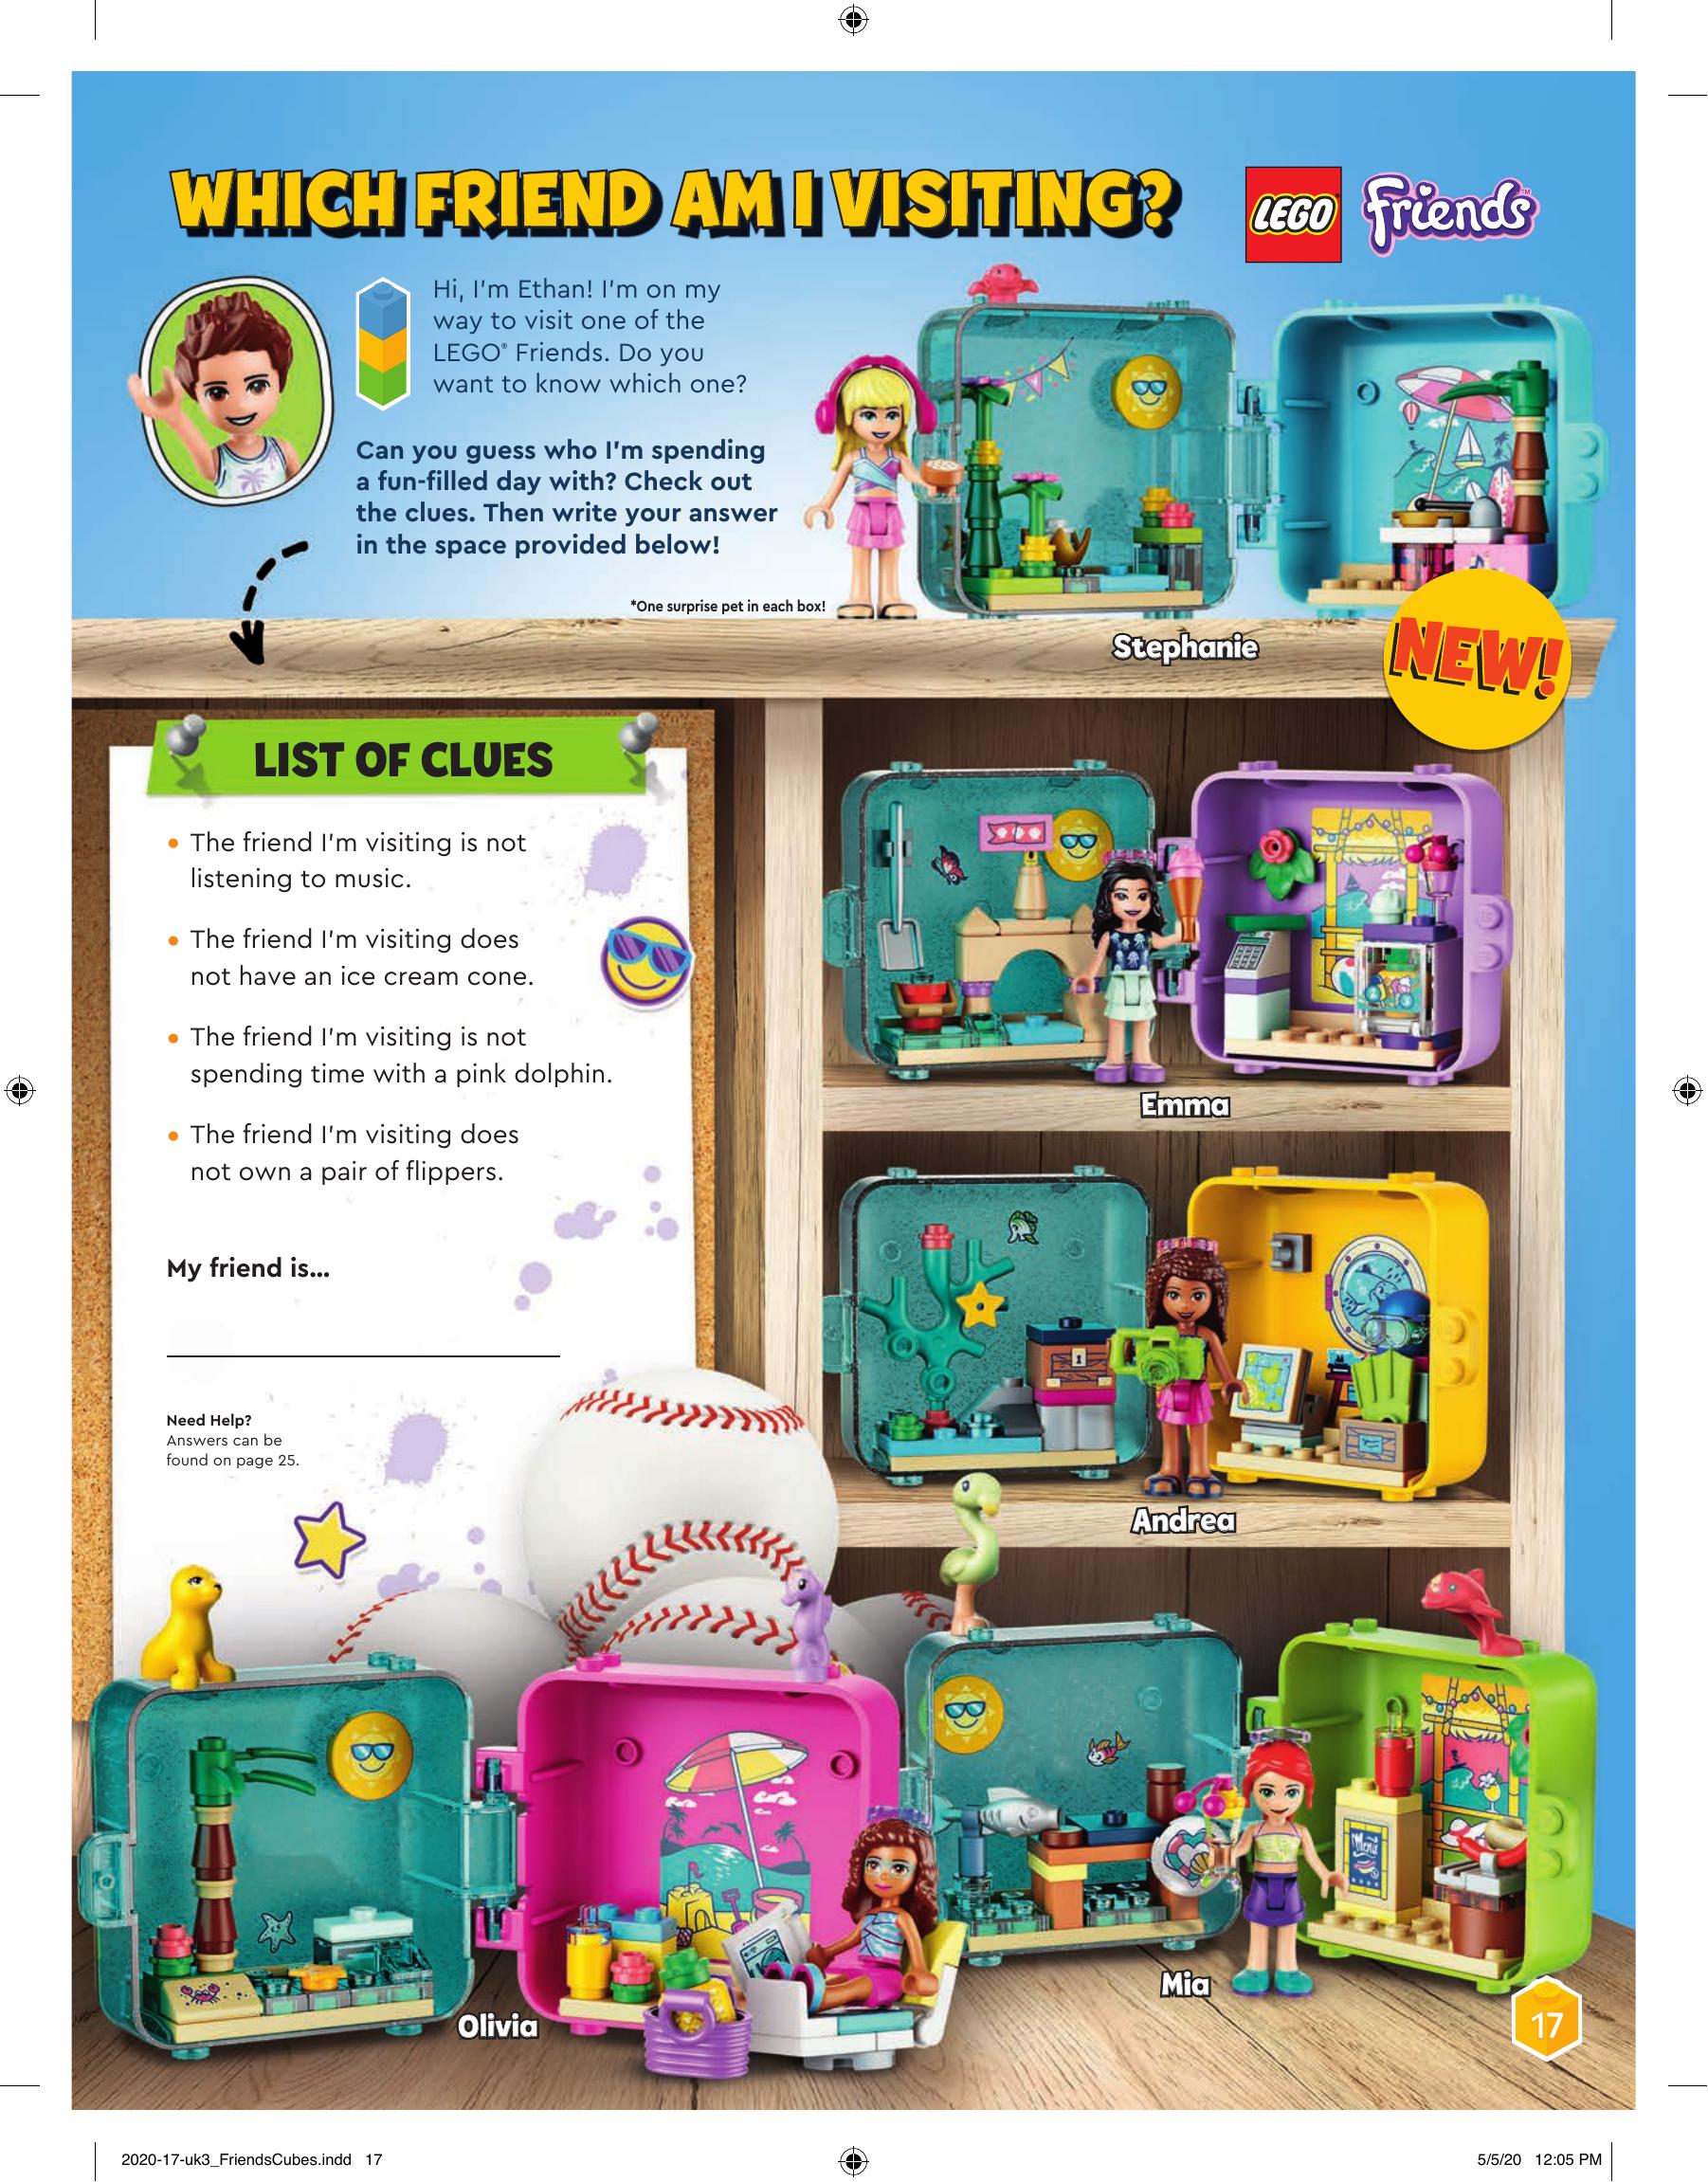 WHICH FRIEND AM I VISITING?
LEGO® friends™
Hi, I'm Ethan! I'm on my
way to visit one of the
LEGO® Friends. Do you
want to know which one?
Can you guess who I'm spending
a fun-filled day with? Check out
the clues. Then write your answer
in the space provided below!
*One surprise pet in each box!
Stephanie
NEW!
LIST OF CLUES
• The friend I'm visiting is not
listening to music.
• The friend I'm visiting does
not have an ice cream cone.
• The friend I'm visiting is not
spending time with a pink dolphin.
• The friend I'm visiting does
not own a pair of flippers.
My friend is...
Need Help?
Answers can be
found on page 25.
Emma
Andrea
Menu
Mia
Olivia
17
2020-17-uk3_FriendsCubes.indd 17
5/5/20 12:05 PM